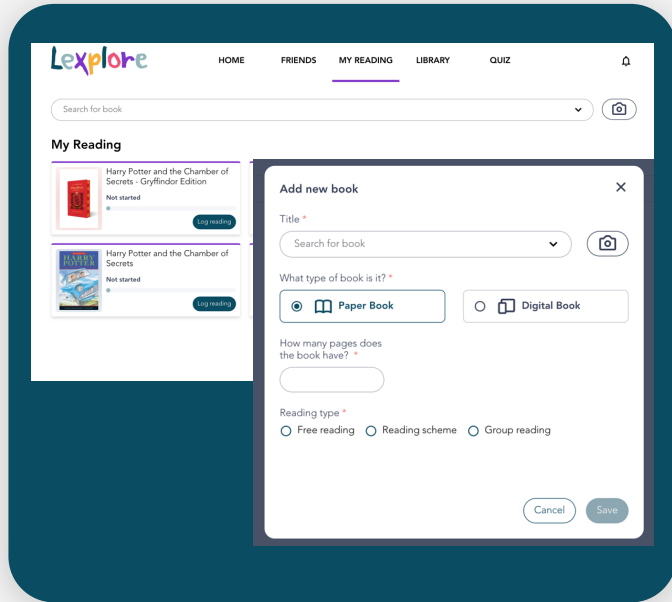 Lexplore
HOME FRIENDS MY READING LIBRARY QUIZ
Search for book
My Reading
Harry Potter and the Chamber of
Secrets - Gryffindor Edition
Not started
Log reading
HARRY
POTTER
Harry Potter and the Chamber of
Secrets
Not started
Log reading
Add new book
Title *
Search for book
What type of book is it? *
Paper Book
Digital Book
How many pages does
the book have? *
Reading type *
Free reading Reading scheme Group reading
Cancel Save